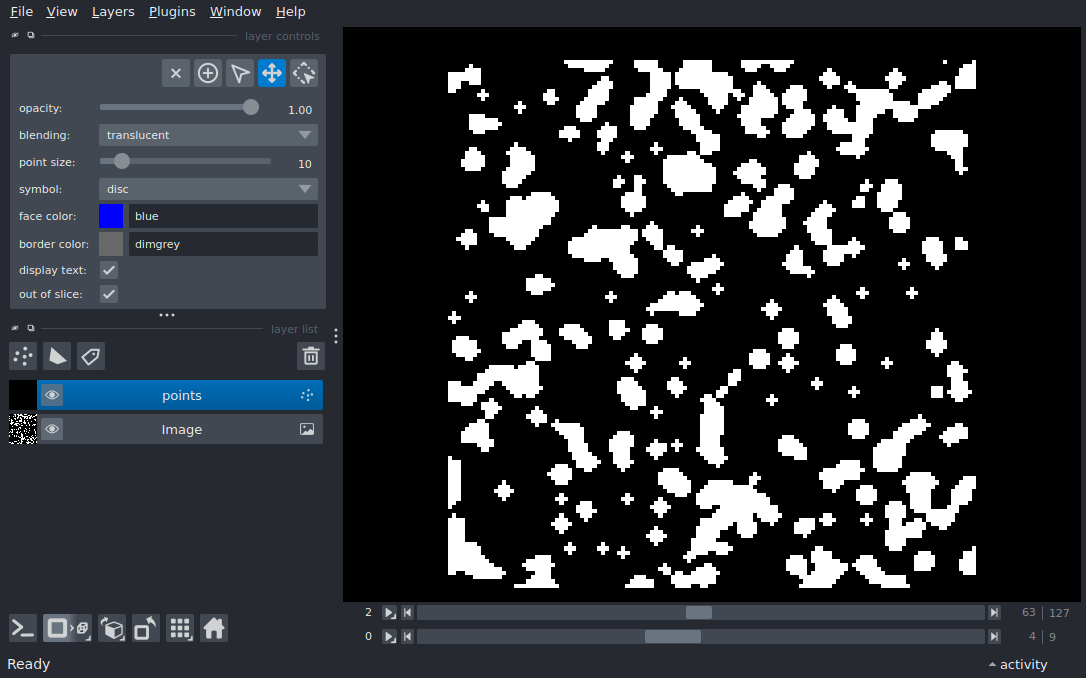 File View Layers Plugins Window Help
layer controls
opacity: 1.00
blending: translucent
point size: 10
symbol: disc
face color: blue
border color: dimgrey
display text:
out of slice:
layer list
points
Image
2 63 | 127
0 4 | 9
Ready activity